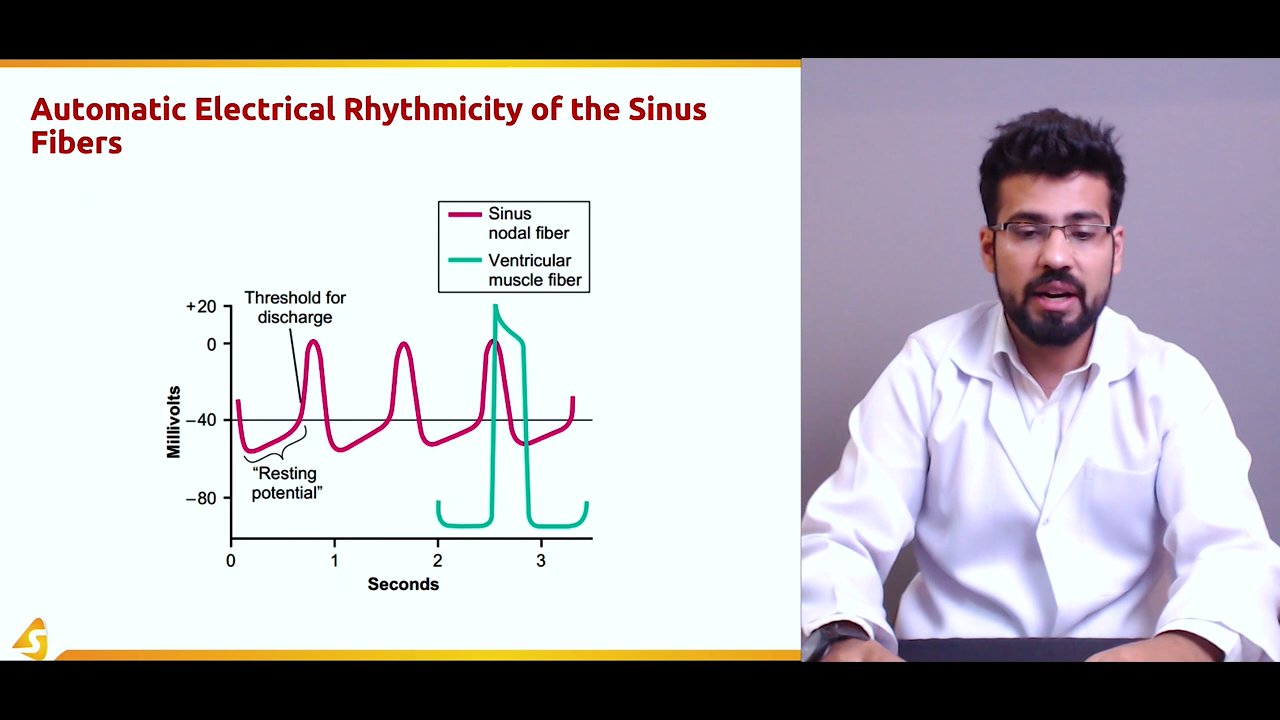 Automatic Electrical Rhythmicity of the Sinus
Fibers
Sinus
nodal fiber
Ventricular
muscle fiber
Threshold for
discharge
+20
0
–40
–80
Millivolts
“Resting
potential”
0 1 2 3
Seconds
S